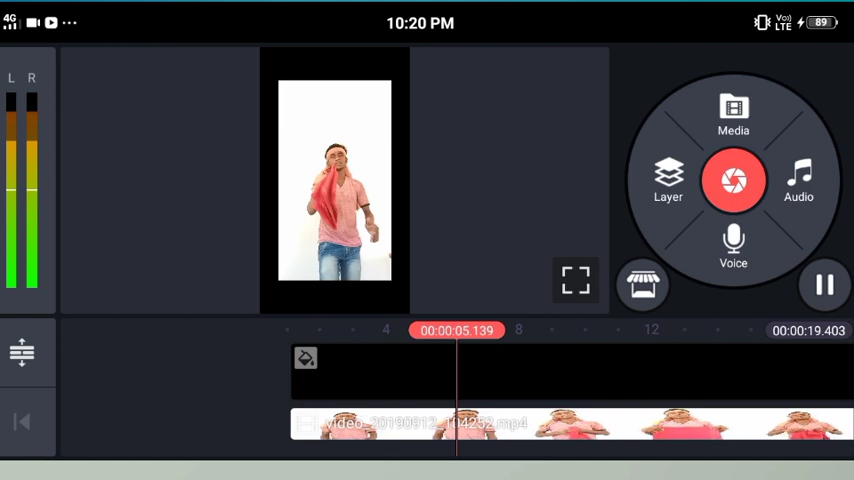 4G
10:20 PM
Vo))
LTE
89
L R
Media
Layer
Audio
Voice
4
00:00:05.139
8
12
00:00:19.403
video_20190912_104252.mp4